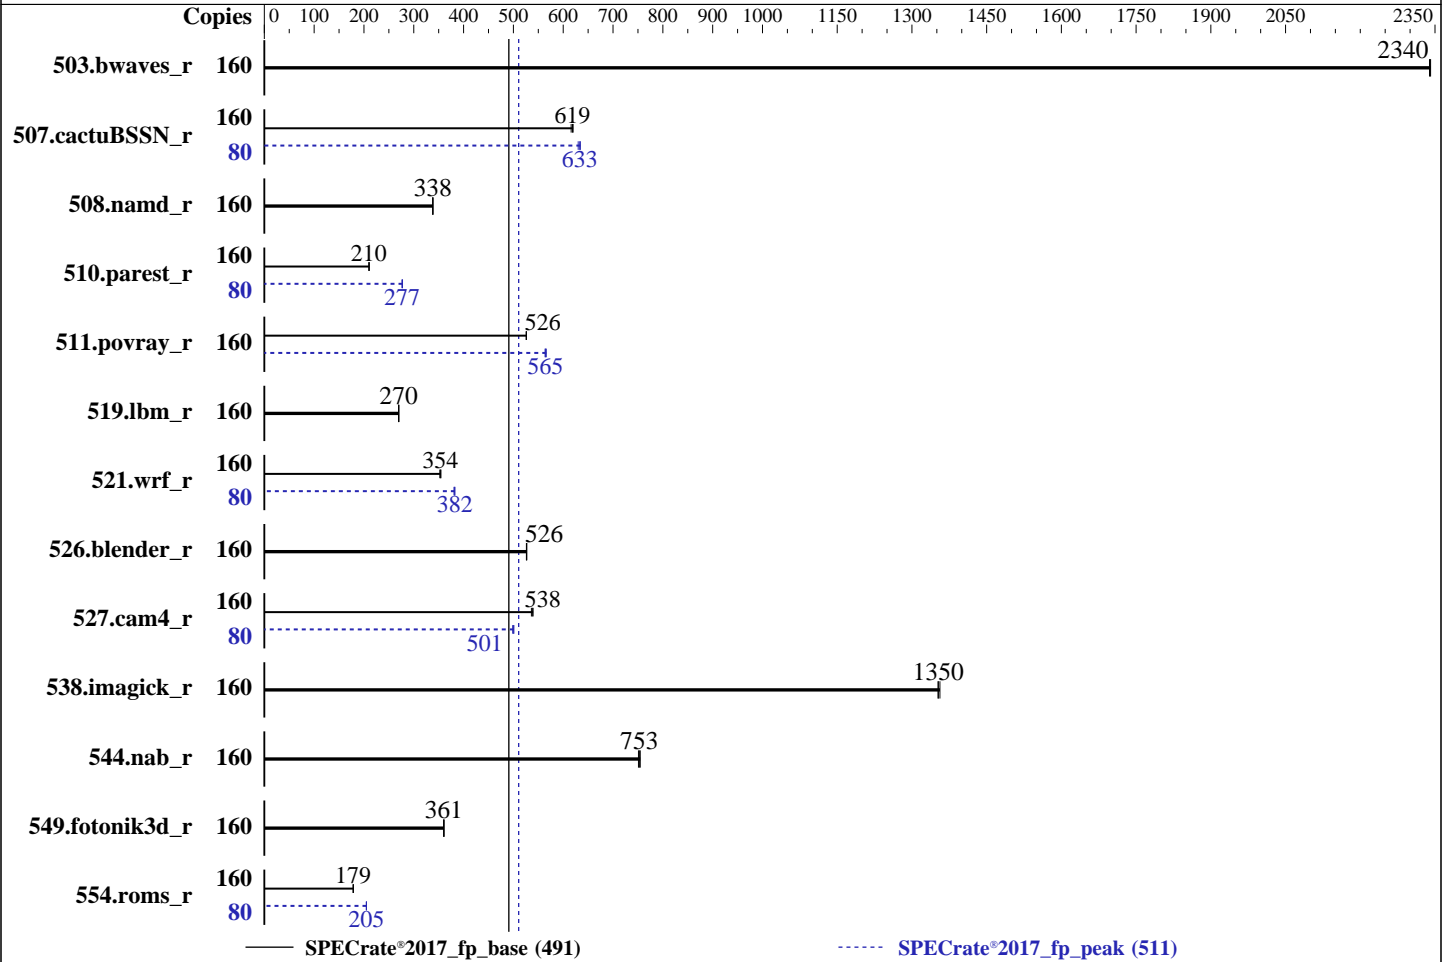 Copies 0 100 200 300 400 500 600 700 800 900 1000 1150 1300 1450 1600 1750 1900 2050 2350
503.bwaves_r 160 2340
507.cactuBSSN_r 160 619
80 633
508.namd_r 160 338
510.parest_r 160 210
80 277
511.povray_r 160 526
565
519.lbm_r 160 270
521.wrf_r 160 354
80 382
526.blender_r 160 526
527.cam4_r 160 538
80 501
538.imagick_r 160 1350
544.nab_r 160 753
549.fotonik3d_r 160 361
554.roms_r 160 179
80 205
SPECrate®2017_fp_base (491) SPECrate®2017_fp_peak (511)